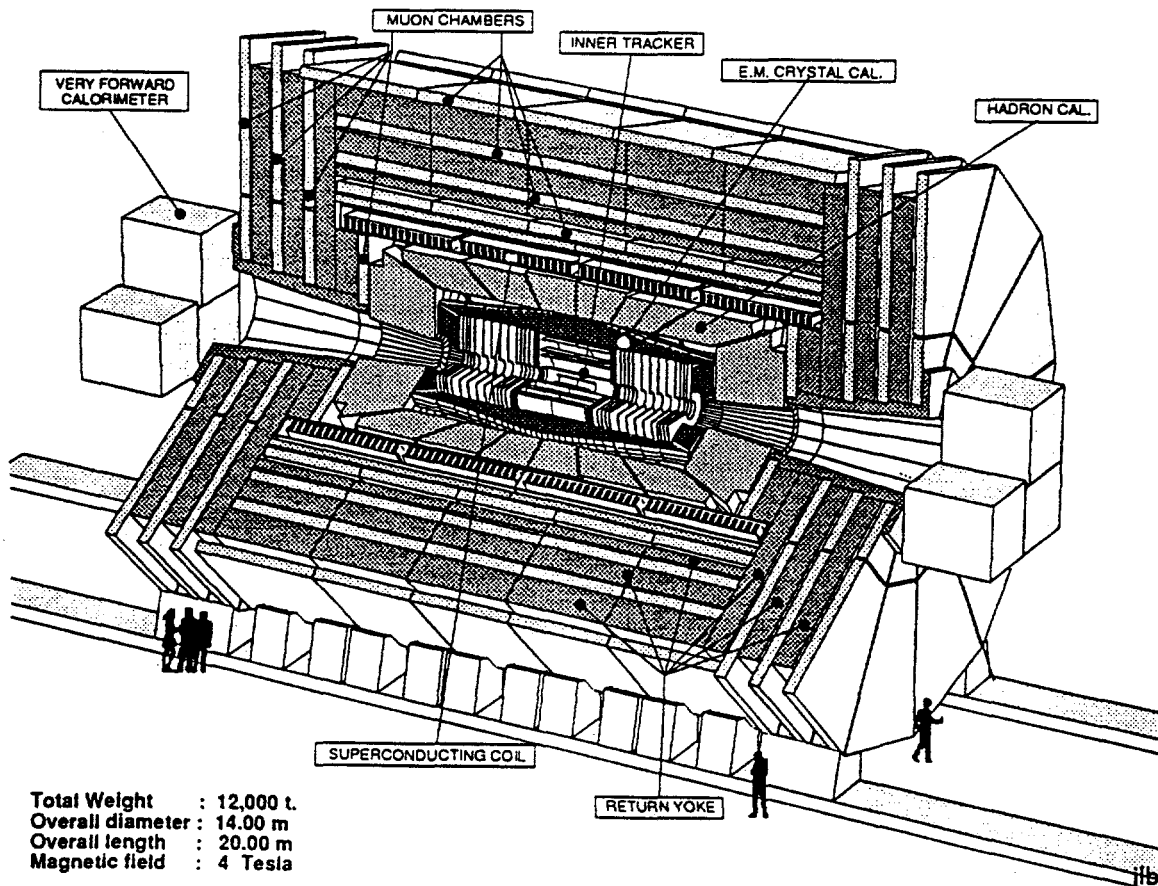 MUON CHAMBERS
INNER TRACKER
E.M. CRYSTAL CAL.
VERY FORWARD
CALORIMETER
HADRON CAL.
SUPERCONDUCTING COIL
RETURN YOKE
Total Weight : 12,000 t.
Overall diameter : 14.00 m
Overall length : 20.00 m
Magnetic field : 4 Tesla